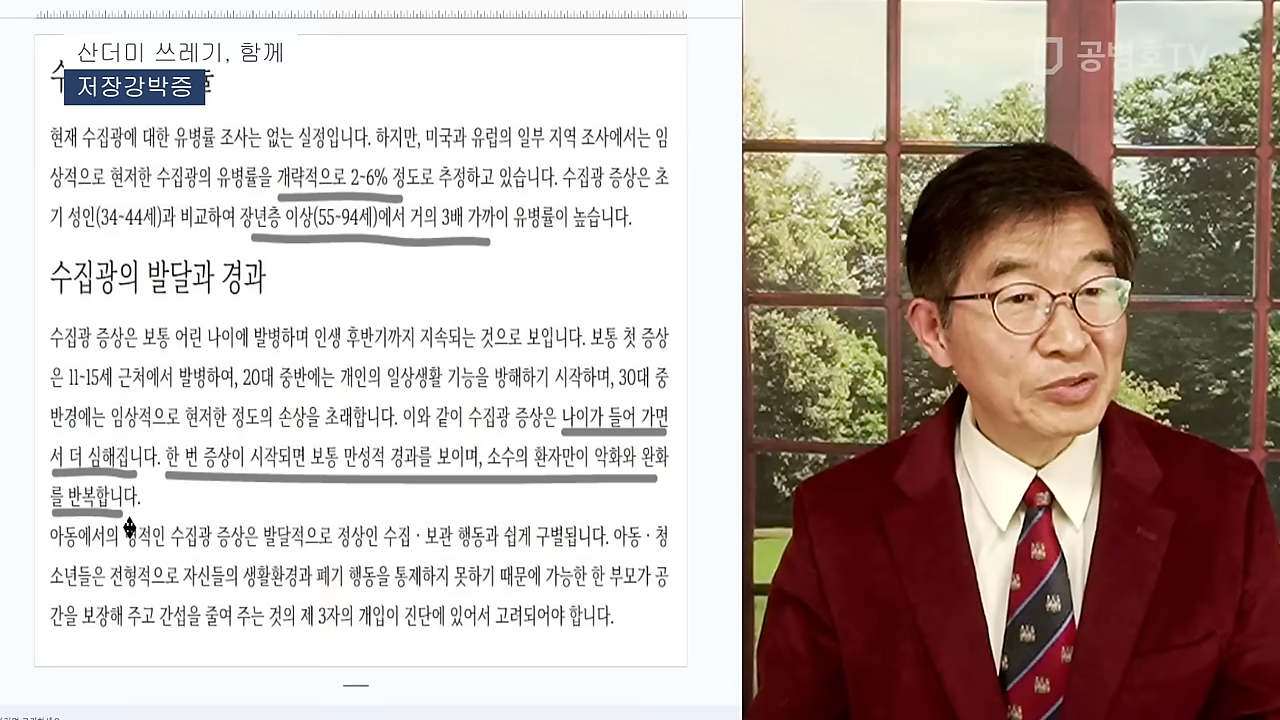 산더미 쓰레기, 함께
저장강박증
공병호TV
현재 수집광에 대한 유병률 조사는 없는 실정입니다. 하지만, 미국과 유럽의 일부 지역 조사에서는 임
상적으로 현저한 수집광의 유병률을 개략적으로 2~6% 정도로 추정하고 있습니다. 수집광 증상은 초
기 성인(34~44세)과 비교하여 장년층 이상(55~94세)에서 거의 3배 가까이 유병률이 높습니다.
수집광의 발달과 경과
수집광 증상은 보통 어린 나이에 발병하며 인생 후반기까지 지속되는 것으로 보입니다. 보통 첫 증상
은 11~15세 근처에서 발병하여, 20대 중반에는 개인의 일상생활 기능을 방해하기 시작하며, 30대 중
반경에는 임상적으로 현저한 정도의 손상을 초래합니다. 이와 같이 수집광 증상은 나이가 들어 가면
서 더 심해집니다. 한 번 증상이 시작되면 보통 만성적 경과를 보이며, 소수의 환자만이 악화와 완화
를 반복합니다.
아동에서의 적인 수집광 증상은 발달적으로 정상인 수집 · 보관 행동과 쉽게 구별됩니다. 아동 · 청
소년들은 전형적으로 자신들의 생활환경과 폐기 행동을 통제하지 못하기 때문에 가능한 한 부모가 공
간을 보장해 주고 간섭을 줄여 주는 것의 제 3자의 개입이 진단에 있어서 고려되어야 합니다.